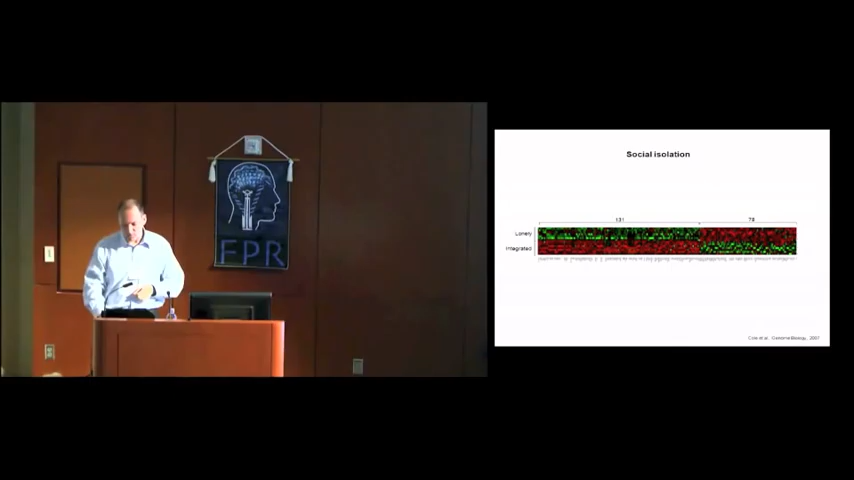 FPR
Social isolation
131
78
Lonely
Integrated
Cole et al., Genome Biology, 2007